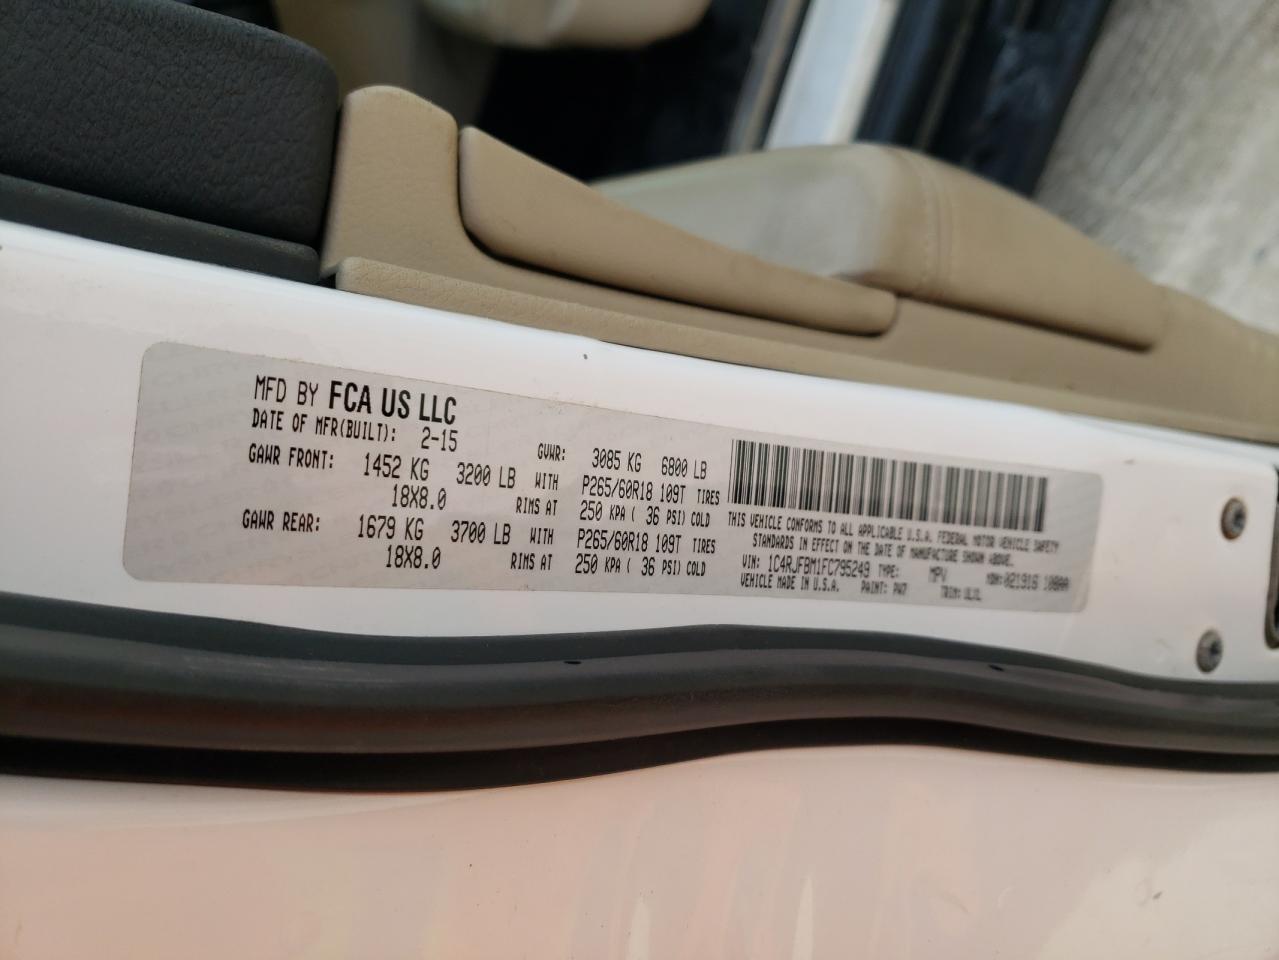 MFD BY FCA US LLC
DATE OF MFR(BUILT): 2-15 GVWR: 3085 KG 6800 LB
GAWR FRONT: 1452 KG 3200 LB WITH P265/60R18 109T TIRES
18X8.0 RIMS AT 250 KPA ( 36 PSI) COLD
GAWR REAR: 1679 KG 3700 LB WITH P265/60R18 109T TIRES
18X8.0 RIMS AT 250 KPA ( 36 PSI) COLD
THIS VEHICLE CONFORMS TO ALL APPLICABLE U.S.A. FEDERAL MOTOR VEHICLE SAFETY
STANDARDS IN EFFECT ON THE DATE OF MANUFACTURE SHOWN ABOVE.
VIN: 1C4RJFBM1FC795249 TYPE: MPV MDH: 021916
VEHICLE MADE IN U.S.A. PAINT: PW7 TRIM: